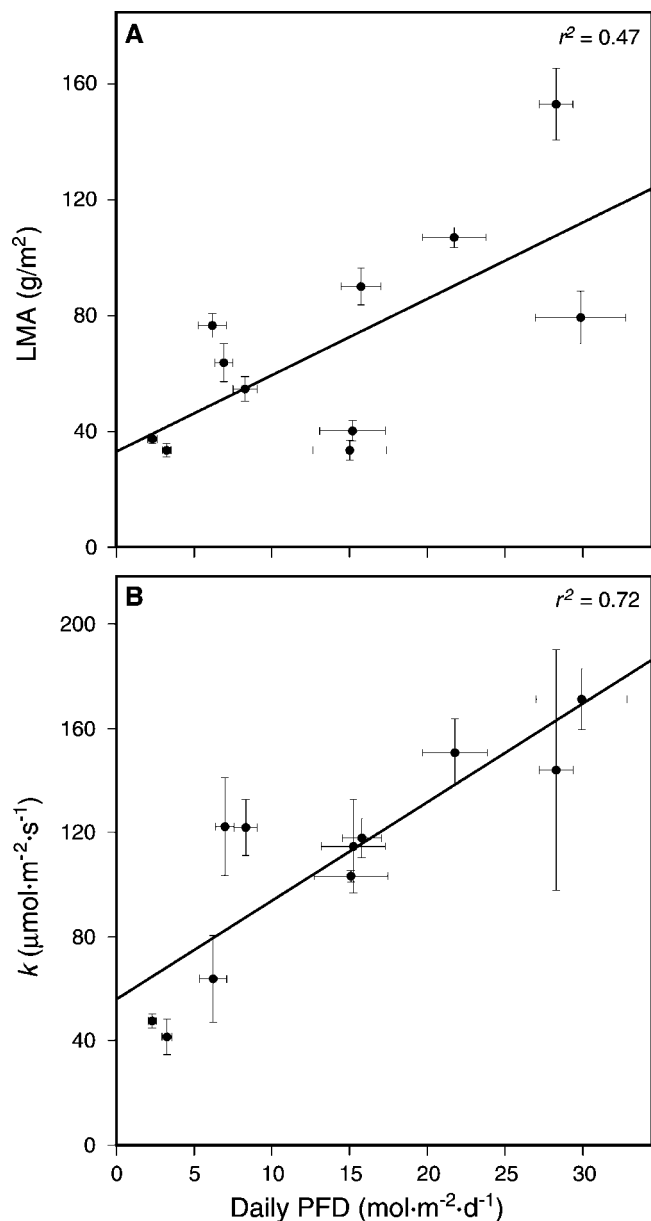 A
r² = 0.47
160
120
80
40
0
LMA (g/m²)
B
r² = 0.72
200
160
120
80
40
0
k (μmol·m⁻²·s⁻¹)
0 5 10 15 20 25 30
Daily PFD (mol·m⁻²·d⁻¹)